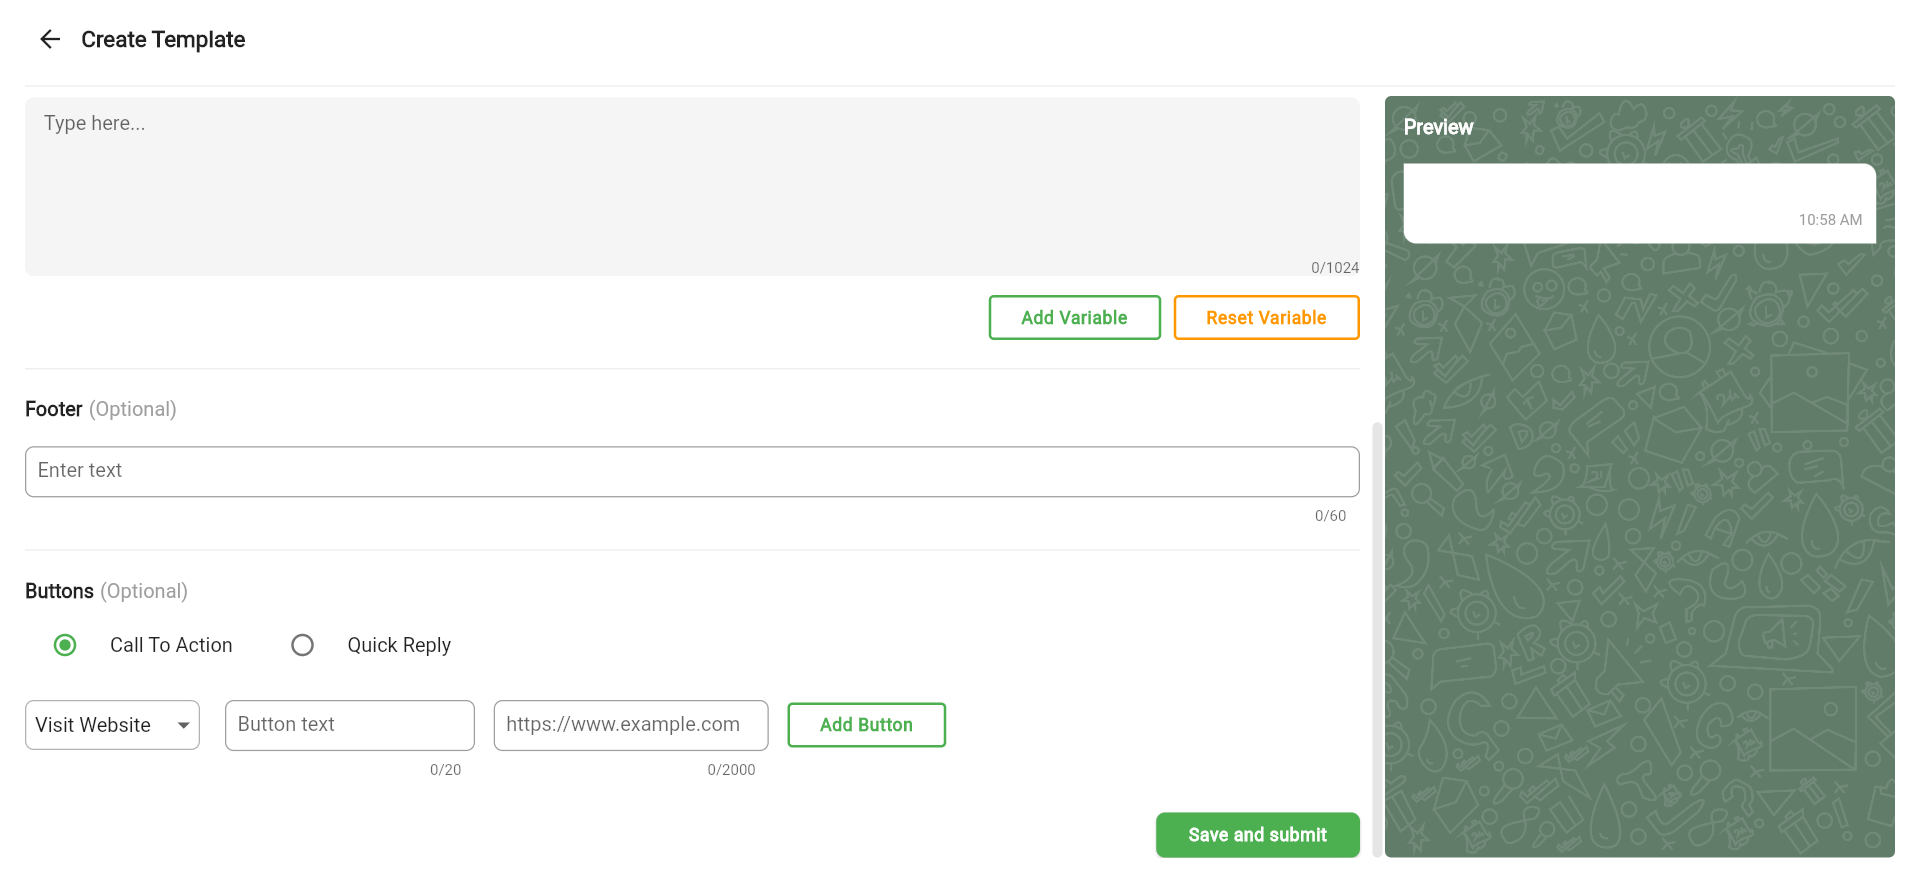 Create Template
Type here...
0/1024
Add Variable
Reset Variable
Footer (Optional)
Enter text
0/60
Buttons (Optional)
Call To Action
Quick Reply
Visit Website
Button text
https://www.example.com
Add Button
0/20
0/2000
Save and submit
Preview
10:58 AM